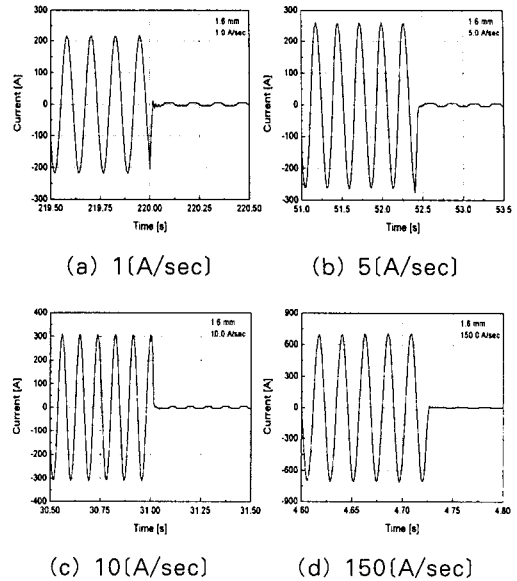 300
200
100
0
-100
-200
-300
Current [A]
1.6 mm
1.0 A/sec
219.50 219.75 220.00 220.25 220.50
Time [s]
(a) 1[A/sec]
300
200
100
0
-100
-200
-300
Current [A]
1.6 mm
5.0 A/sec
51.0 51.5 52.0 52.5 53.0 53.5
Time [s]
(b) 5[A/sec]
400
300
200
100
0
-100
-200
-300
-400
Current [A]
1.6 mm
10.0 A/sec
30.50 30.75 31.00 31.25 31.50
Time [s]
(c) 10[A/sec]
900
600
300
0
-300
-600
-900
Current [A]
1.6 mm
150.0 A/sec
4.60 4.65 4.70 4.75 4.80
Time [s]
(d) 150[A/sec]